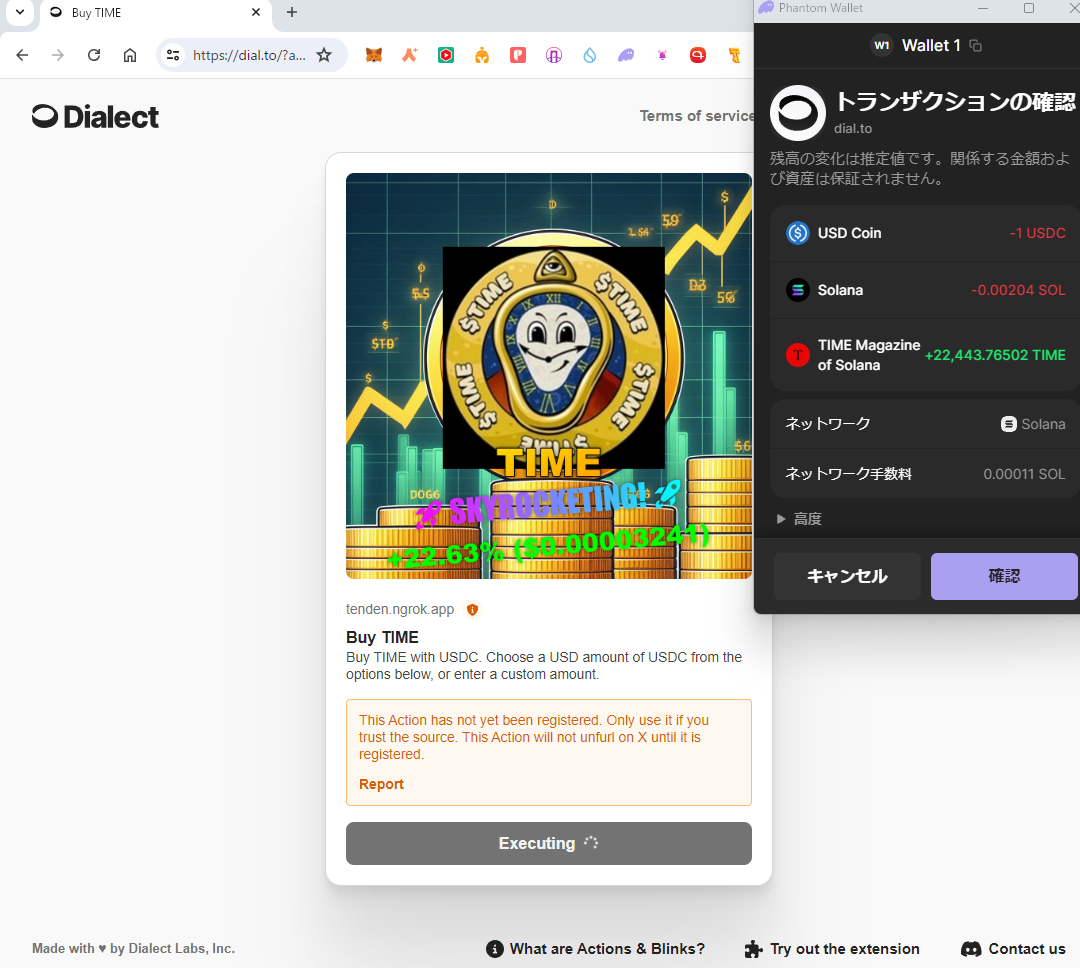 Buy TIME
https://dial.to/?a...
Dialect
Terms of service
$TIME
$TIME
$TIME
$TIME
$TIME
TIME
SKYROCKETING!
+22.63% ($0.00003241)
tenden.ngrok.app
Buy TIME
Buy TIME with USDC. Choose a USD amount of USDC from the
options below, or enter a custom amount.
This Action has not yet been registered. Only use it if you
trust the source. This Action will not unfurl on X until it is
registered.
Report
Executing
Made with ♥ by Dialect Labs, Inc.
What are Actions & Blinks?
Try out the extension
Contact us
Phantom Wallet
W1 Wallet 1
トランザクションの確認
dial.to
残高の変化は推定値です。関係する金額およ
び資産は保証されません。
USD Coin -1 USDC
Solana -0.00204 SOL
T TIME Magazine
of Solana +22,443.76502 TIME
ネットワーク Solana
ネットワーク手数料 0.00011 SOL
高度
キャンセル 確認